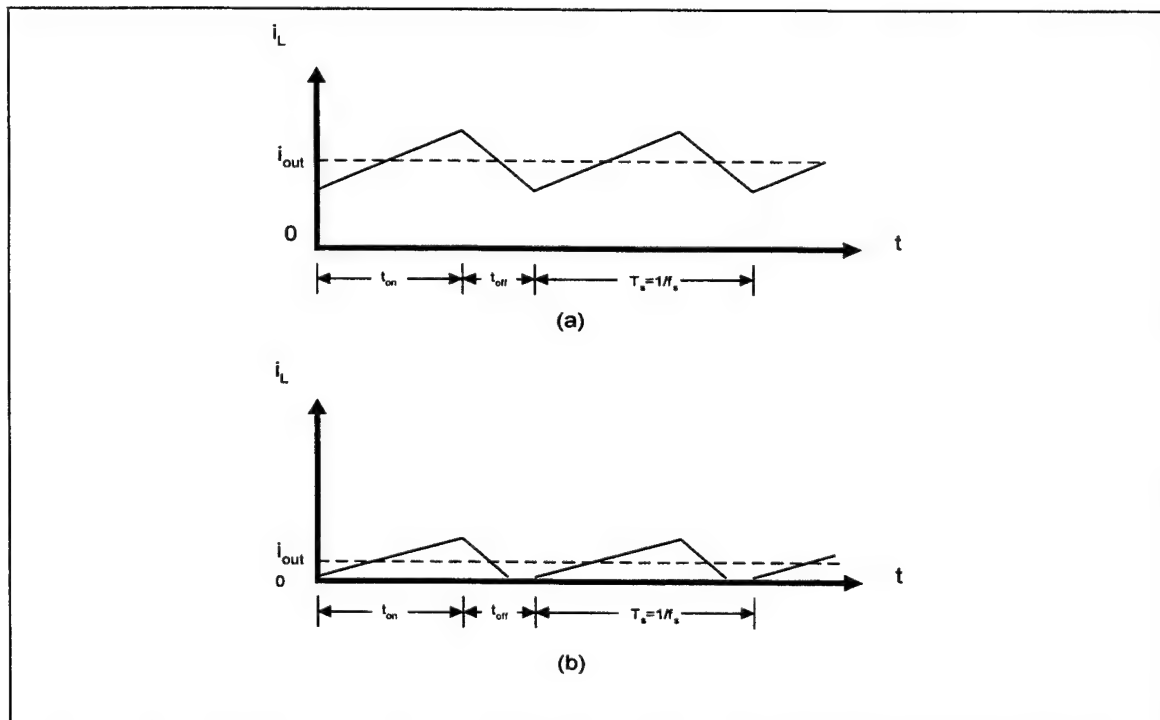 i_L
i_out
0
t
t_on
t_off
T_s=1/f_s
(a)
i_L
i_out
0
t
t_on
t_off
T_s=1/f_s
(b)